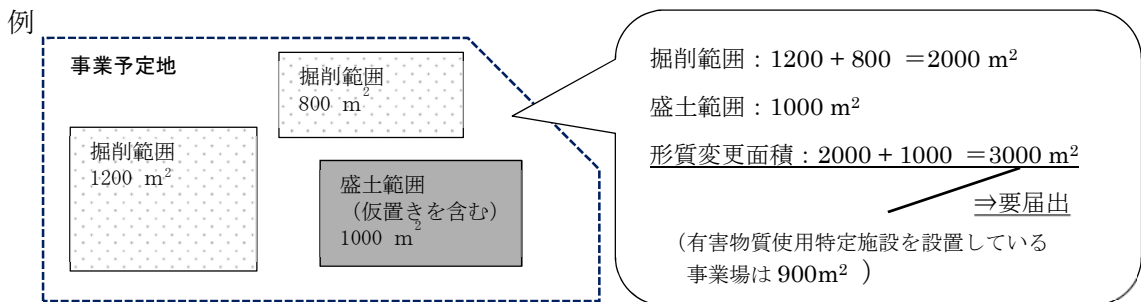 例
事業予定地
掘削範囲
800 m²
掘削範囲
1200 m²
盛土範囲
（仮置きを含む）
1000 m²
掘削範囲：1200 + 800 ＝2000 m²
盛土範囲：1000 m²
形質変更面積：2000 + 1000 ＝3000 m²
⇒要届出
（有害物質使用特定施設を設置している
事業場は 900m² ）